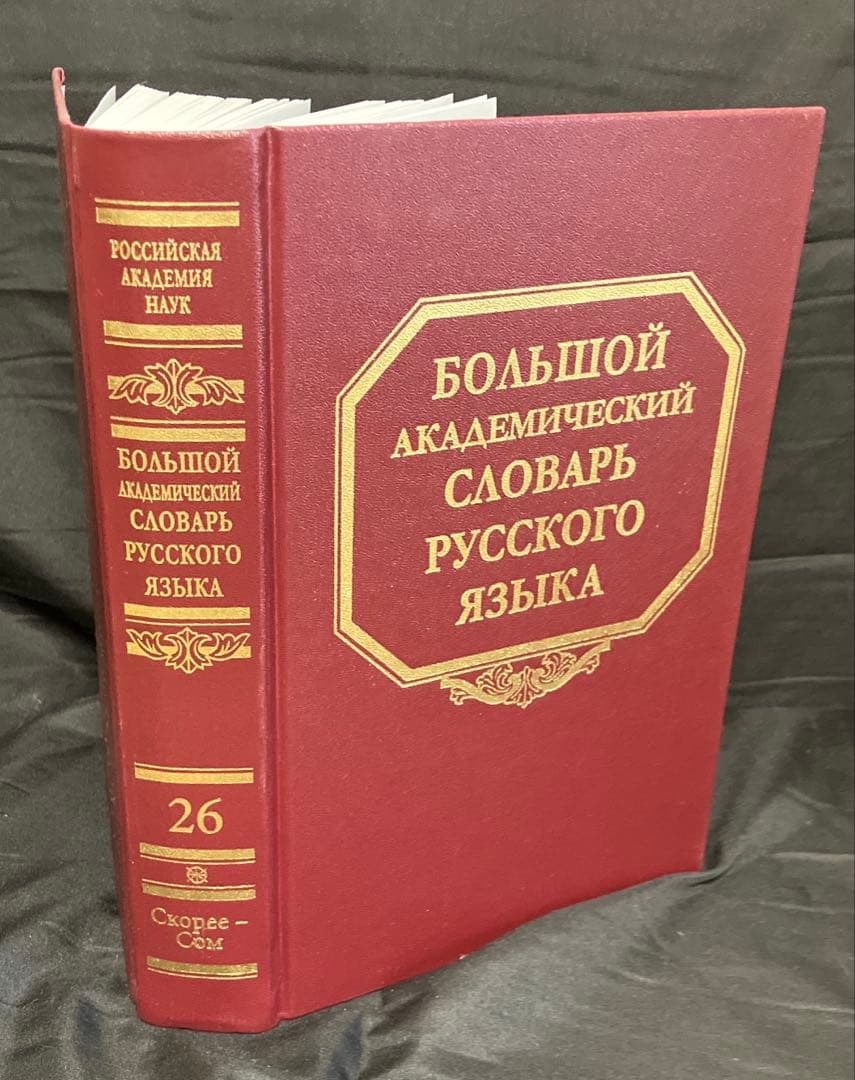 РОССИЙСКАЯ
АКАДЕМИЯ
НАУК
БОЛЬШОЙ
АКАДЕМИЧЕСКИЙ
СЛОВАРЬ
РУССКОГО
ЯЗЫКА
26
Скорее –
Сом
БОЛЬШОЙ
АКАДЕМИЧЕСКИЙ
СЛОВАРЬ
РУССКОГО
ЯЗЫКА